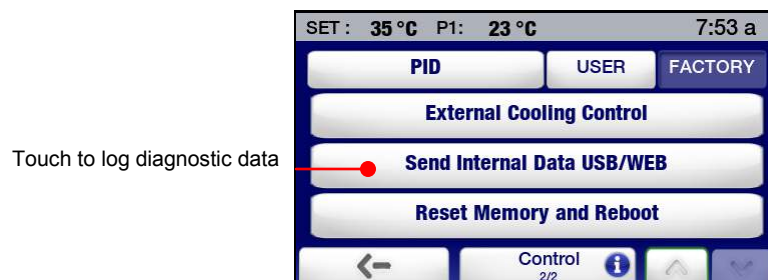 SET : 35 °C P1: 23 °C 7:53 a
PID USER FACTORY
External Cooling Control
Touch to log diagnostic data
Send Internal Data USB/WEB
Reset Memory and Reboot
Control
2/2